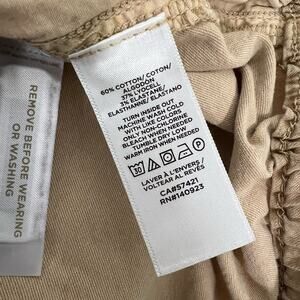 60% COTTON/ COTON/
ALGODÓN
37% LYOCELL
3% ELASTANE/
ELASTHANNE/ ELASTANO
TURN INSIDE OUT
MACHINE WASH COLD
WITH LIKE COLORS
ONLY NON-CHLORINE
BLEACH WHEN NEEDED
TUMBLE DRY LOW
WARM IRON WHEN NEEDED
30
LAVER À L'ENVERS/
VOLTEAR AL REVÉS
CA#57421
RN#140923
REMOVE BEFORE WEARING
OR WASHING